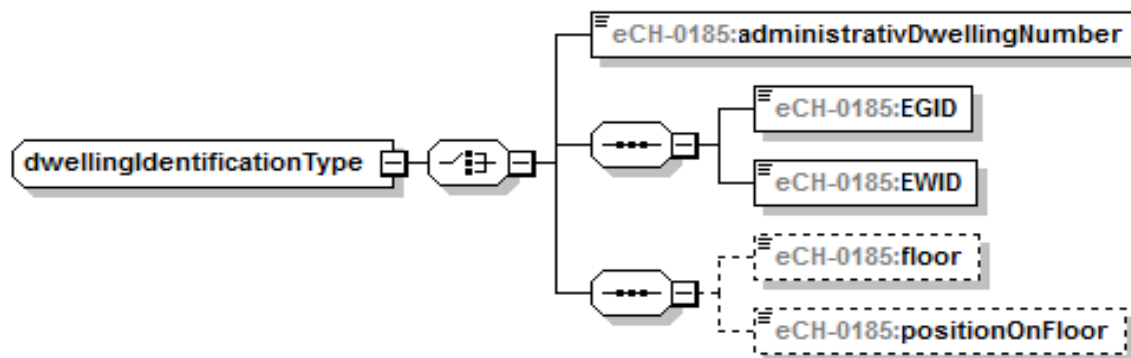 eCH-0185:administrativDwellingNumber
eCH-0185:EGID
dwellingIdentificationType
eCH-0185:EWID
eCH-0185:floor
eCH-0185:positionOnFloor